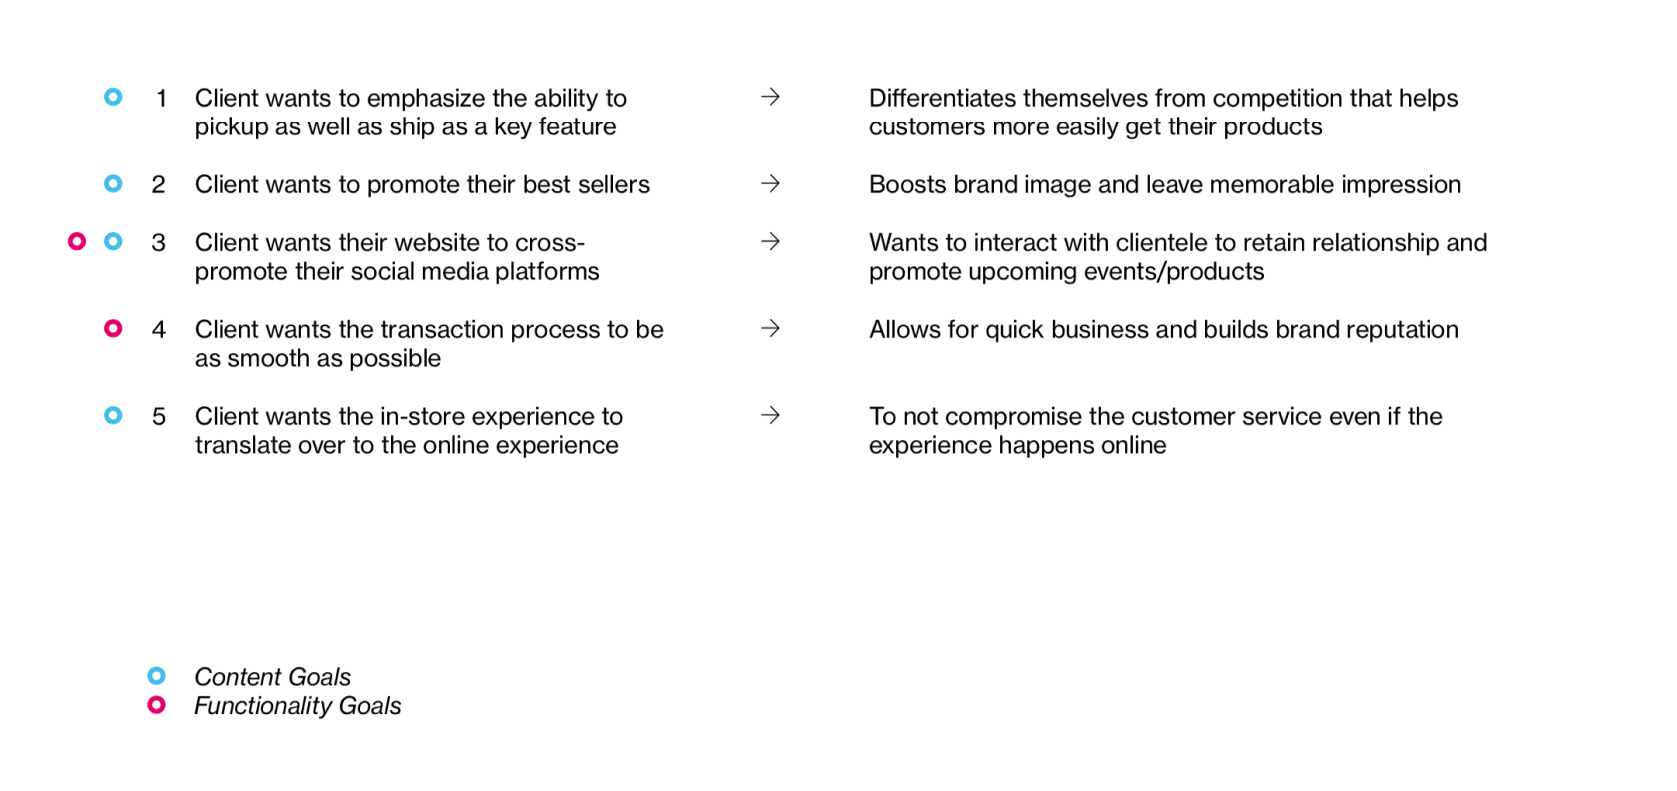 1 Client wants to emphasize the ability to → Differentiates themselves from competition that helps
pickup as well as ship as a key feature customers more easily get their products
2 Client wants to promote their best sellers → Boosts brand image and leave memorable impression
3 Client wants their website to cross- → Wants to interact with clientele to retain relationship and
promote their social media platforms promote upcoming events/products
4 Client wants the transaction process to be → Allows for quick business and builds brand reputation
as smooth as possible
5 Client wants the in-store experience to → To not compromise the customer service even if the
translate over to the online experience experience happens online
Content Goals
Functionality Goals